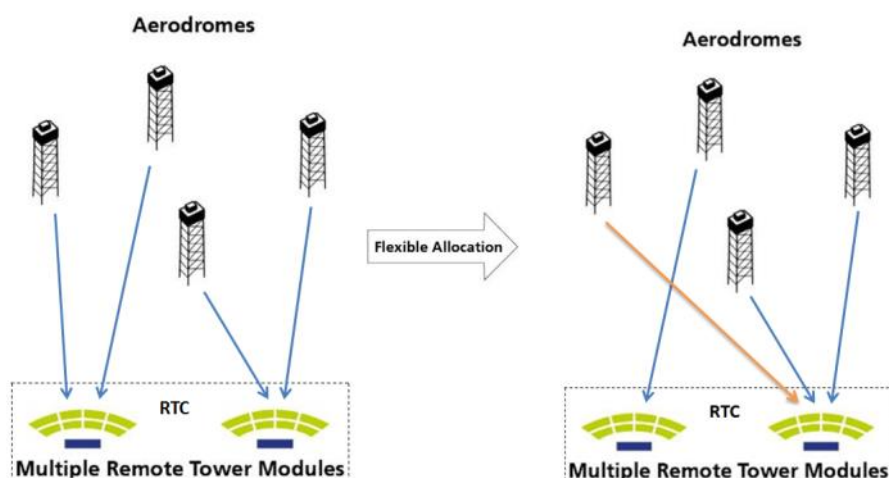 Aerodromes
RTC
Multiple Remote Tower Modules
Flexible Allocation
Aerodromes
RTC
Multiple Remote Tower Modules